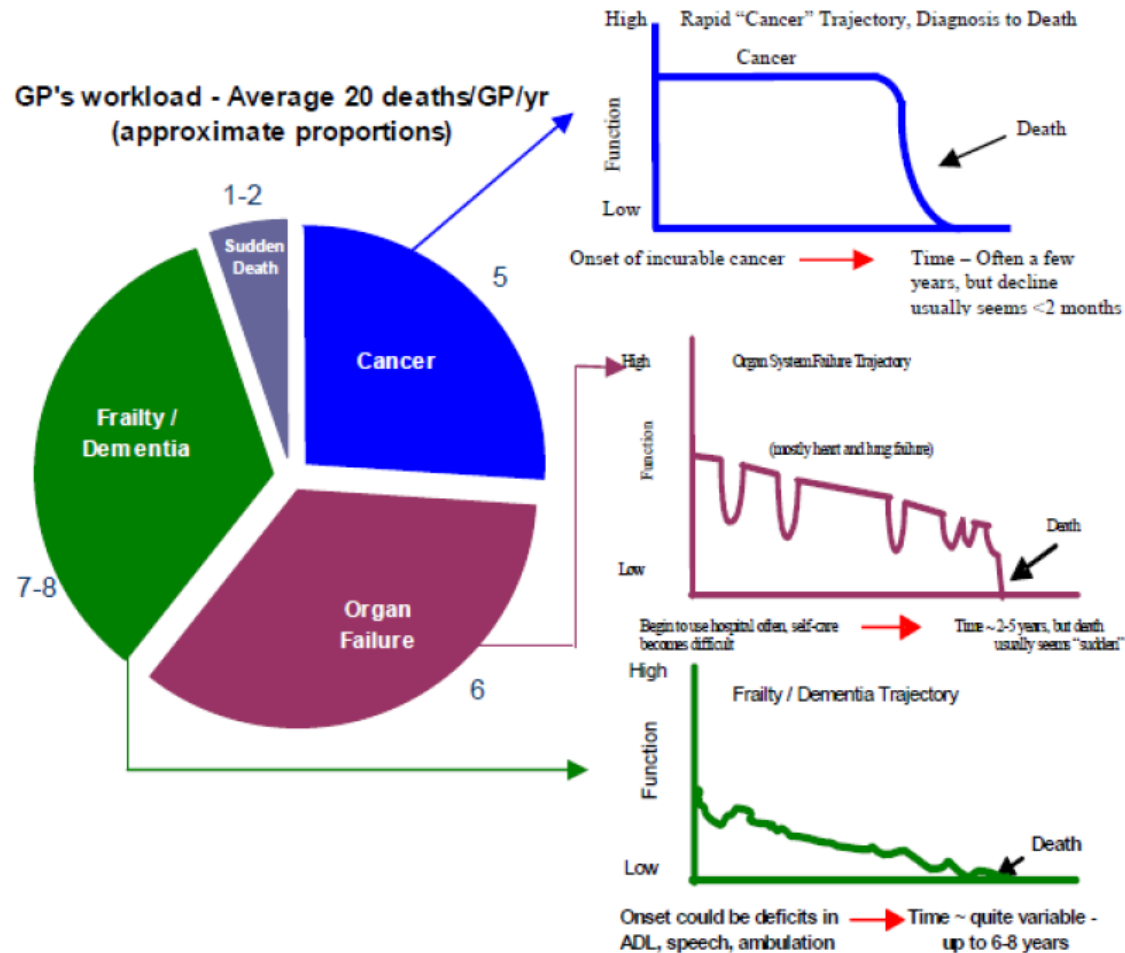 GP's workload - Average 20 deaths/GP/yr
(approximate proportions)
1-2
Sudden
Death
5
Cancer
Frailty /
Dementia
7-8
Organ
Failure
6
High
Rapid “Cancer” Trajectory, Diagnosis to Death
Cancer
Function
Death
Low
Onset of incurable cancer
Time – Often a few
years, but decline
usually seems <2 months
High
Organ System Failure Trajectory
Function
(mostly heart and lung failure)
Death
Low
Begin to use hospital often, self-care
becomes difficult
Time ~ 2-5 years, but death
usually seems “sudden”
High
Frailty / Dementia Trajectory
Function
Death
Low
Onset could be deficits in
ADL, speech, ambulation
Time ~ quite variable -
up to 6-8 years